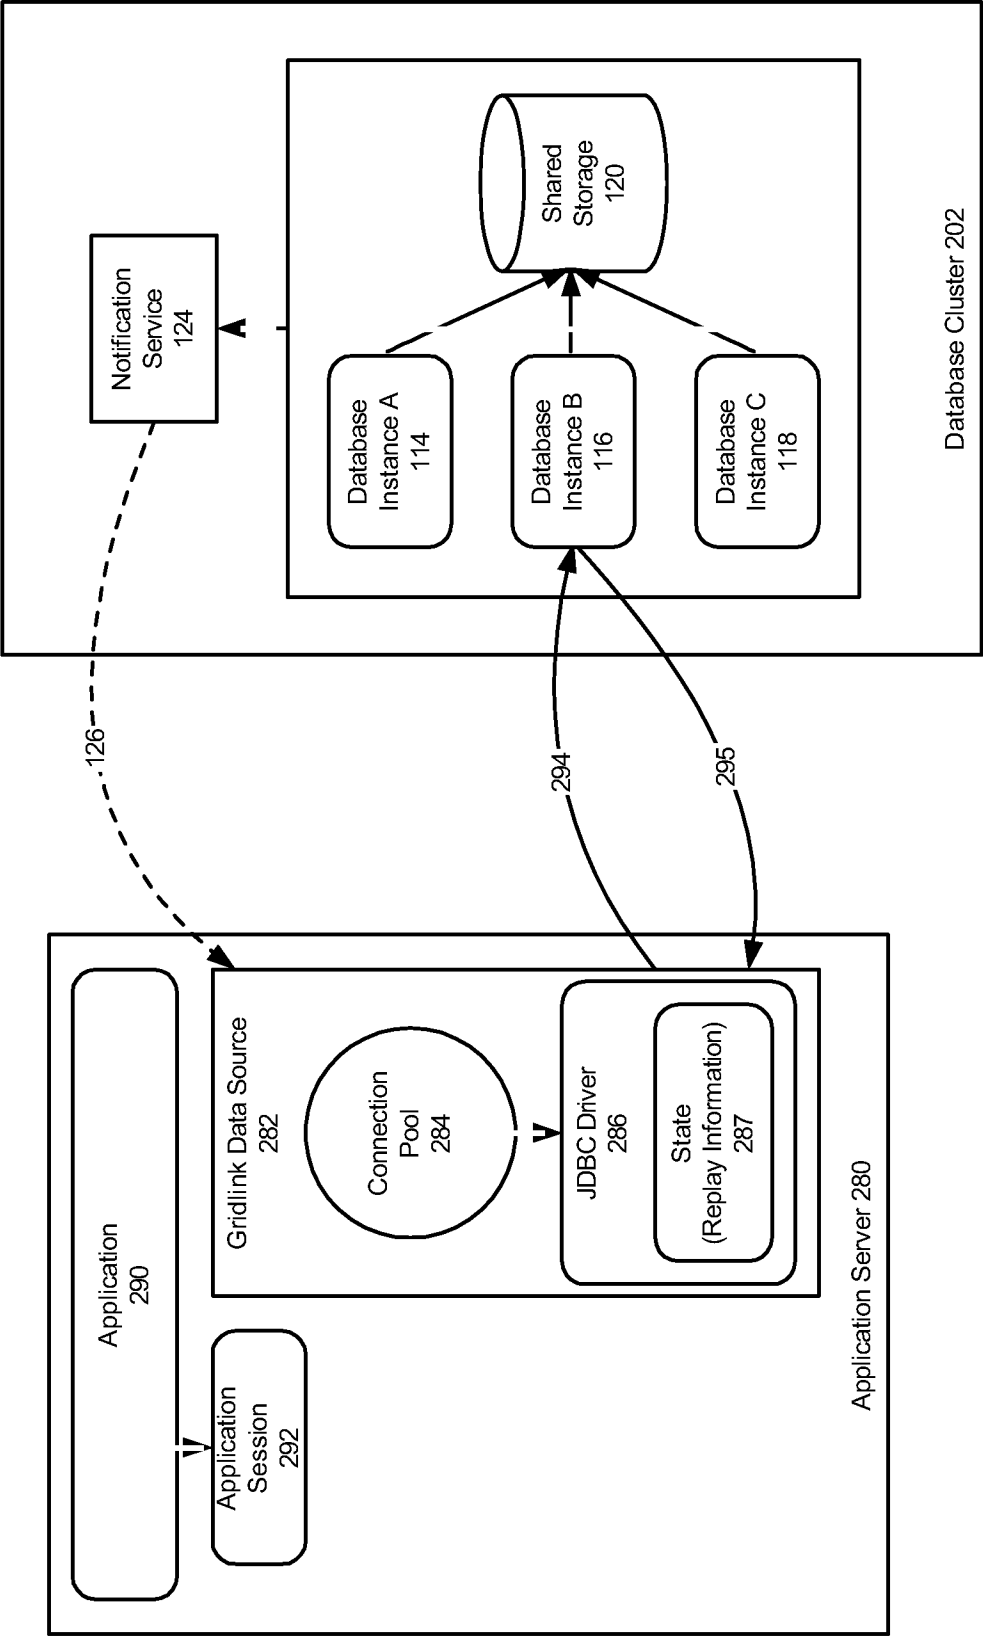 Application
290
Application
Session
292
Gridlink Data Source
282
Connection
Pool
284
JDBC Driver
286
State
(Replay Information)
287
Application Server 280
126
294
295
Notification
Service
124
Database
Instance A
114
Database
Instance B
116
Database
Instance C
118
Shared
Storage
120
Database Cluster 202